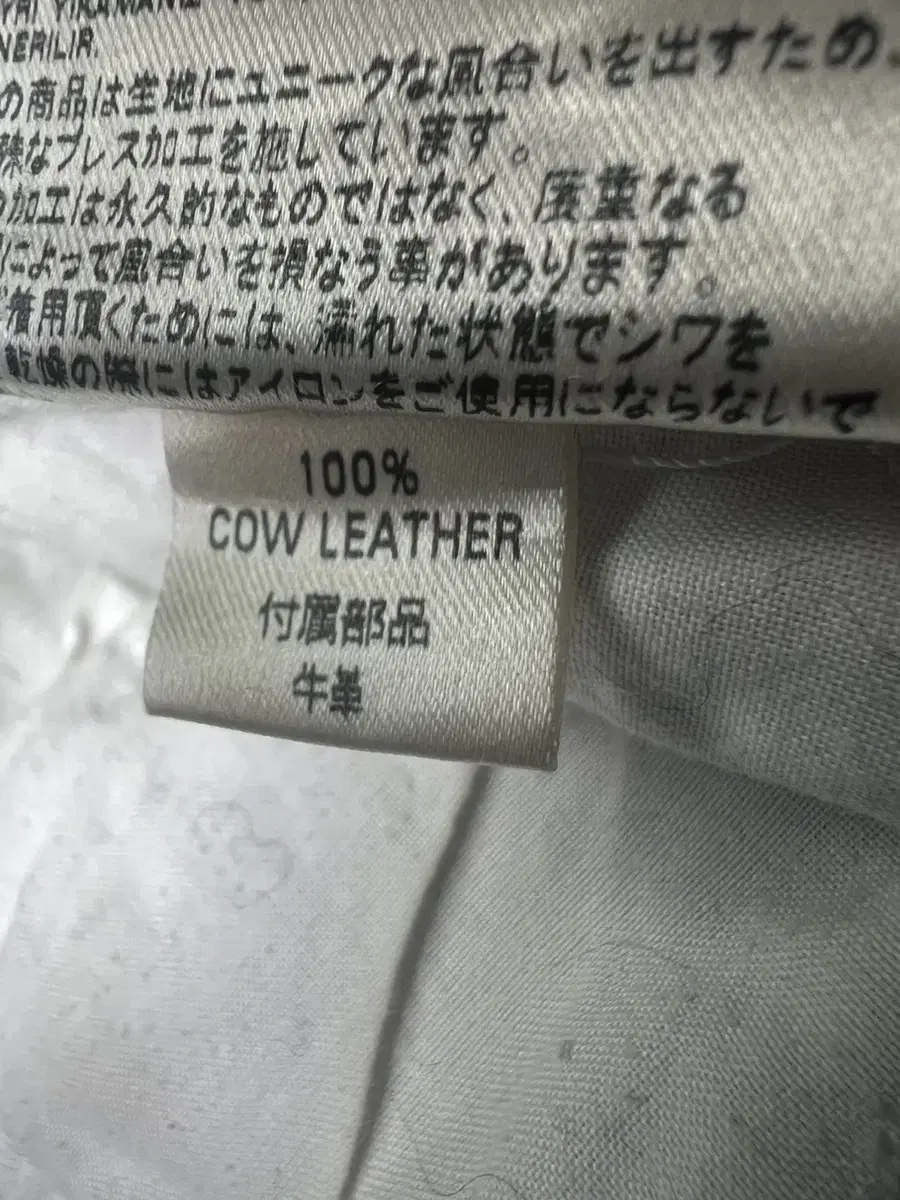 YIKAMANIZ
NERILIR.
の商品は生地にユニークな風合いを出すため、
殊なプレス加工を施しています。
加工は永久的なものではなく、度重なる
によって風合いを損なう事があります。
着用頂くためには、濡れた状態でシワを
乾燥の際にはアイロンをご使用にならないで
100%
COW LEATHER
付属部品
牛革